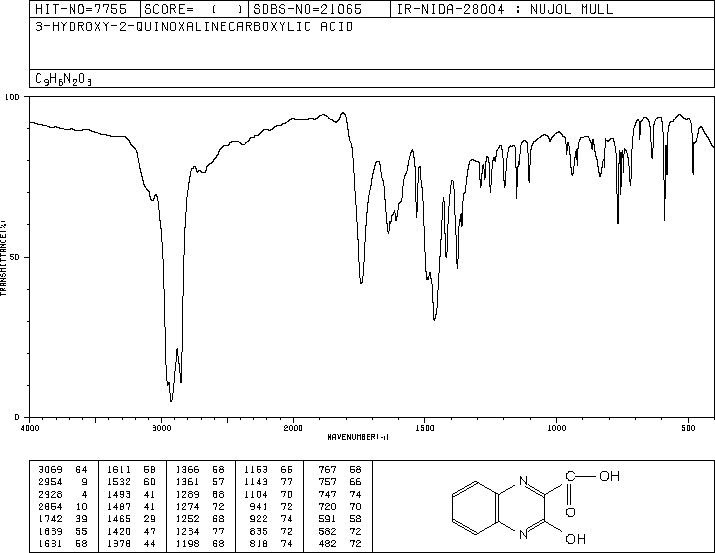 HIT-NO=7755 SCORE= ( ) SDBS-NO=21065 IR-NIDA-28004 : NUJOL MULL
3-HYDROXY-2-QUINOXALINECARBOXYLIC ACID
C9H6N2O3
100
50
0
TRANSMITTANCE(%)
4000 3000 2000 1500 1000 500
WAVENUMBER(-1)
3069 64 1611 58 1366 58 1153 66 767 58
2954 9 1532 60 1361 57 1143 77 757 66
2928 4 1493 41 1289 68 1104 70 747 74
2854 10 1487 41 1274 72 941 72 720 70
1742 39 1465 29 1252 68 922 74 591 58
1639 55 1420 47 1234 77 835 72 582 72
1631 58 1378 44 1198 68 818 74 482 72
N
C
OH
O
N
OH